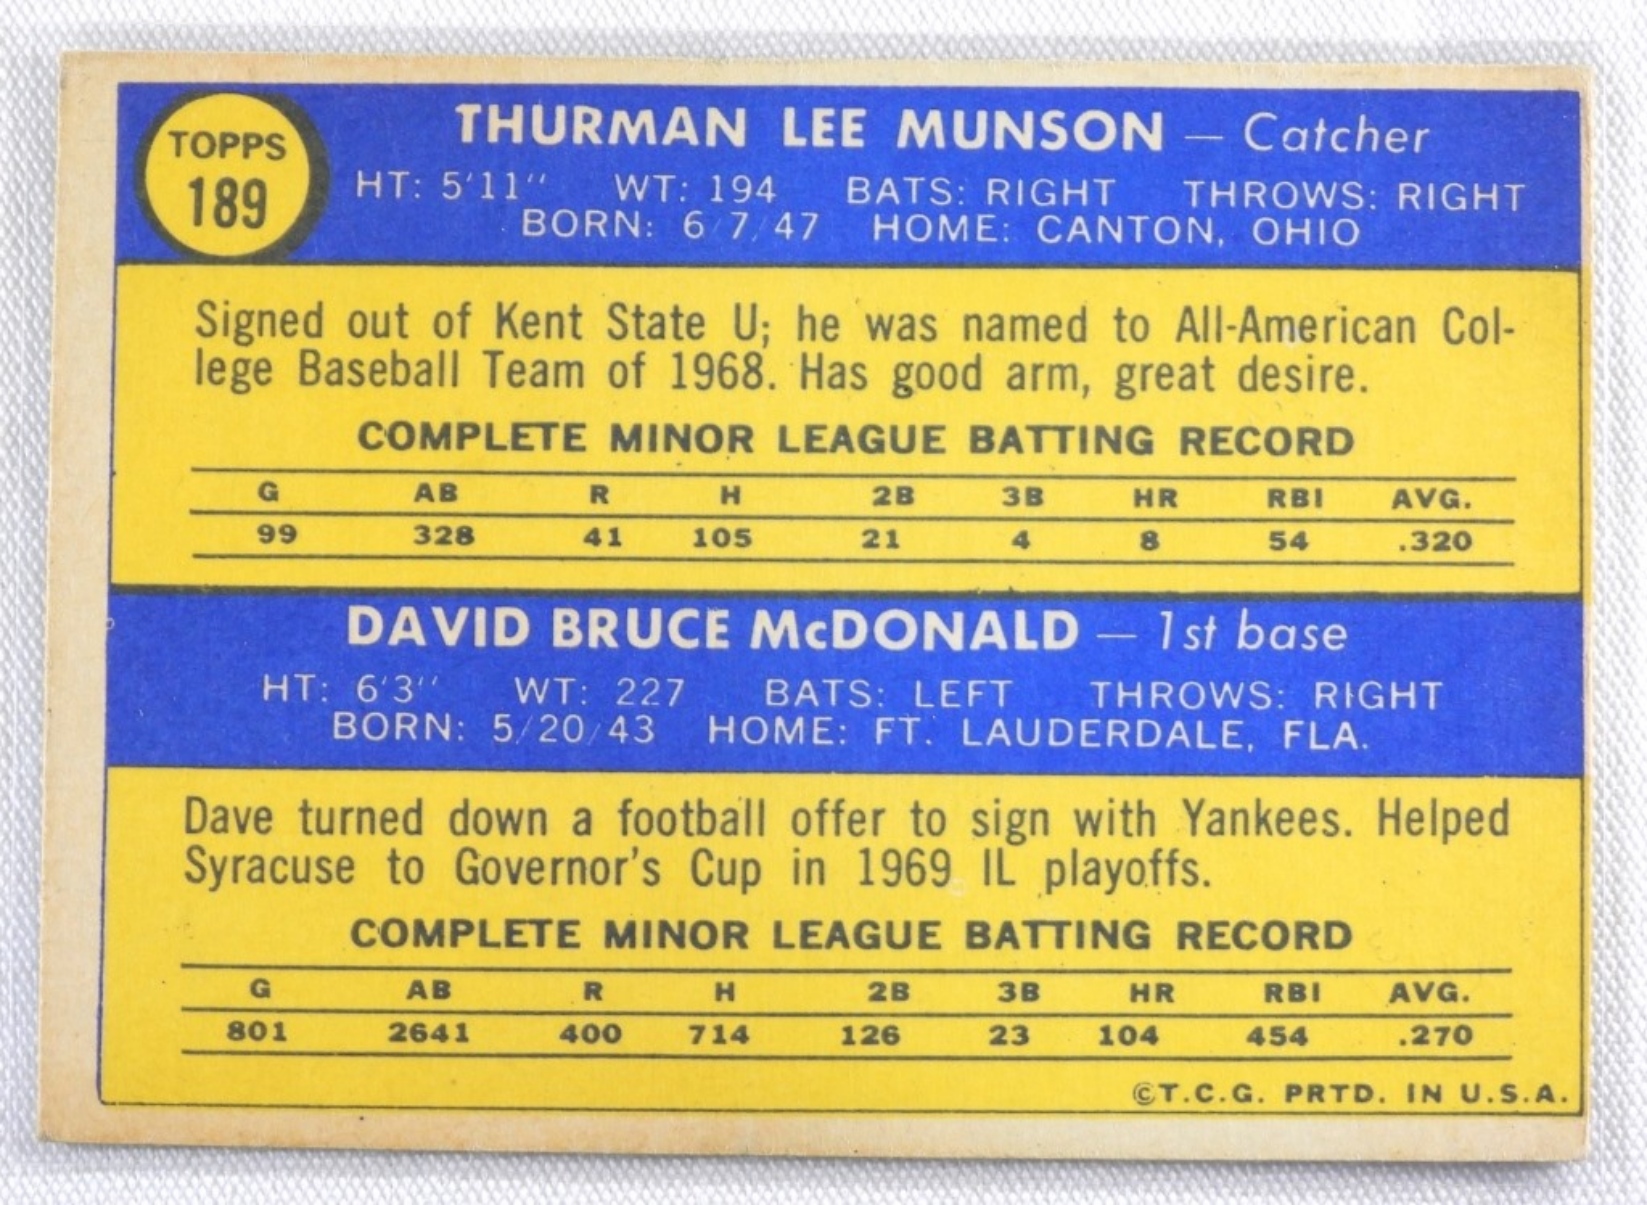 TOPPS
189
THURMAN LEE MUNSON — Catcher
HT: 5'11" WT: 194 BATS: RIGHT THROWS: RIGHT
BORN: 6/7/47 HOME: CANTON, OHIO
Signed out of Kent State U; he was named to All-American Col-
lege Baseball Team of 1968. Has good arm, great desire.
COMPLETE MINOR LEAGUE BATTING RECORD
G AB R H 2B 3B HR RBI AVG.
99 328 41 105 21 4 8 54 .320
DAVID BRUCE McDONALD — 1st base
HT: 6'3" WT: 227 BATS: LEFT THROWS: RIGHT
BORN: 5/20/43 HOME: FT. LAUDERDALE, FLA.
Dave turned down a football offer to sign with Yankees. Helped
Syracuse to Governor's Cup in 1969 IL playoffs.
COMPLETE MINOR LEAGUE BATTING RECORD
G AB R H 2B 3B HR RBI AVG.
801 2641 400 714 126 23 104 454 .270
©T.C.G. PRTD. IN U.S.A.